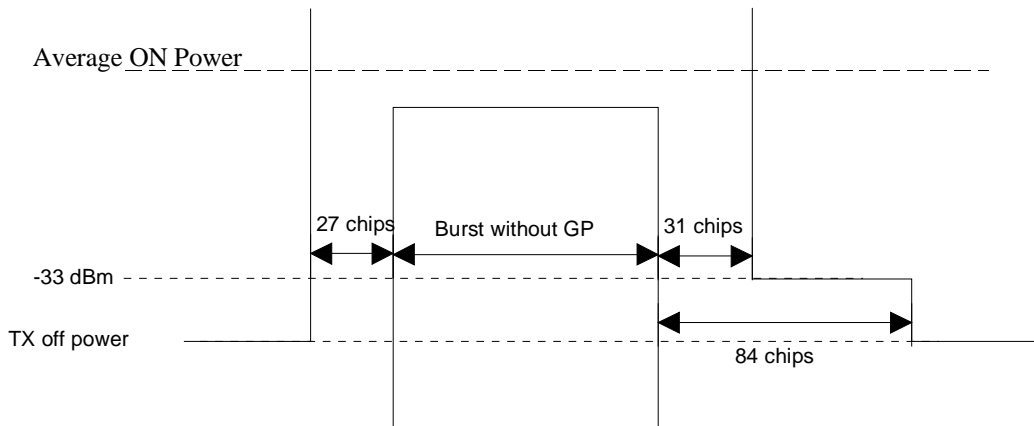 Average ON Power
27 chips
Burst without GP
31 chips
-33 dBm
TX off power
84 chips